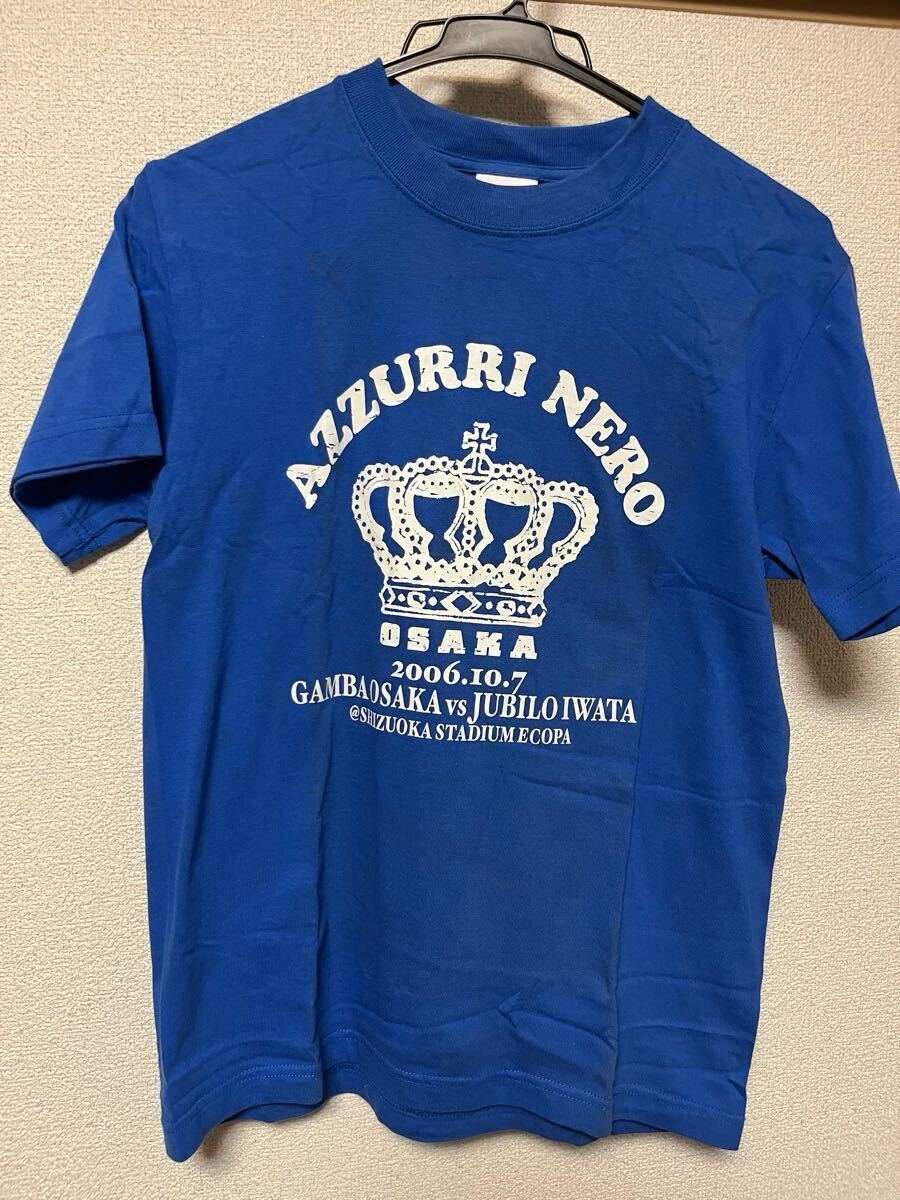 AZZURRI NERO
OSAKA
2006.10.7
GAMBA OSAKA vs JUBILO IWATA
@SHIZUOKA STADIUM ECOPA